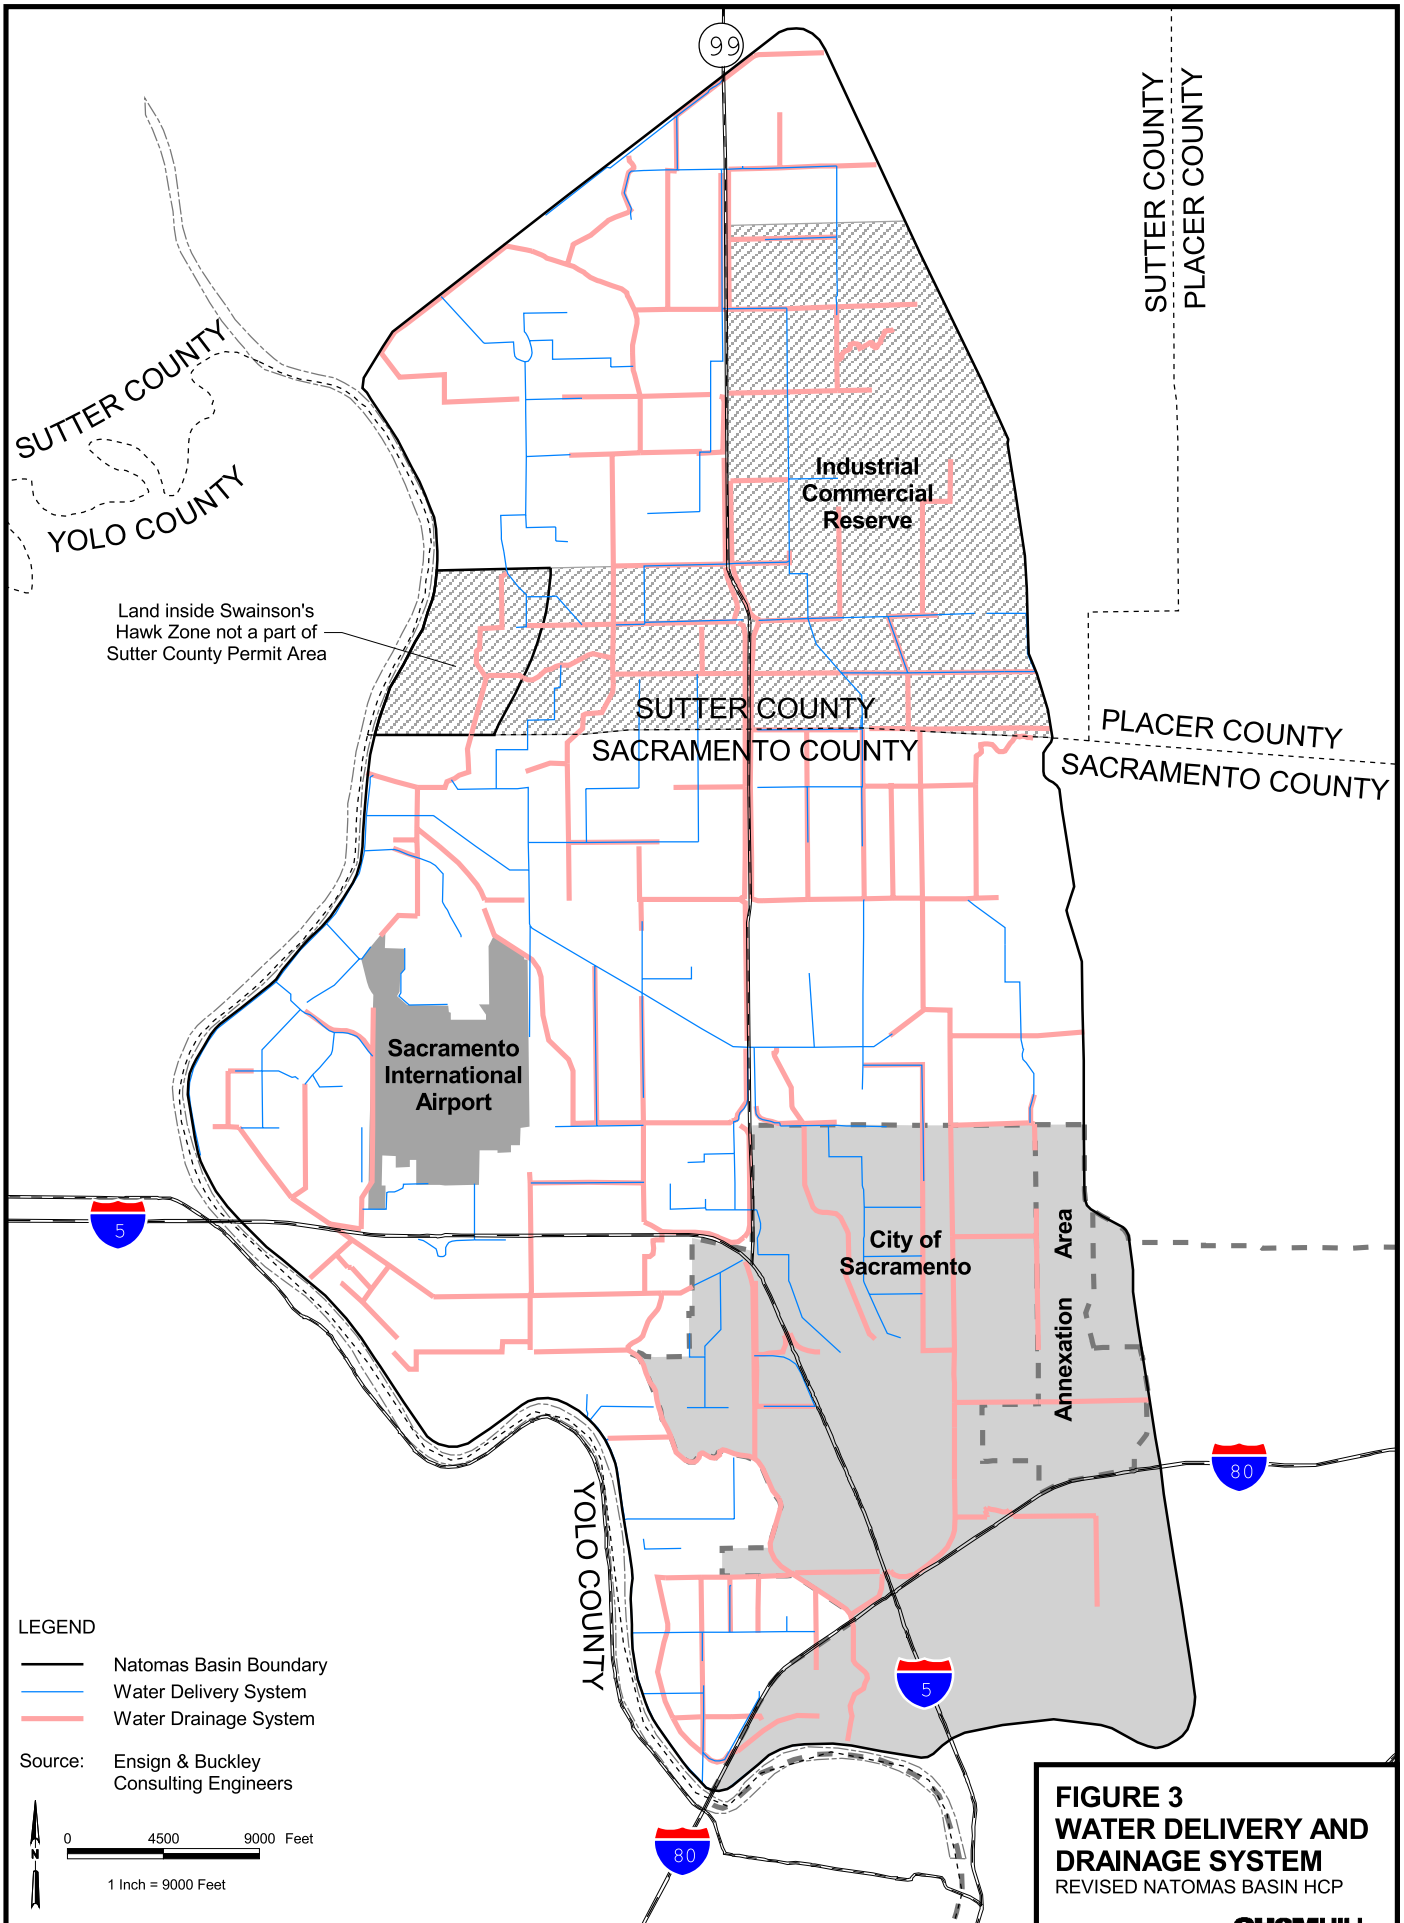 99
SUTTER COUNTY
PLACER COUNTY
SUTTER COUNTY
YOLO COUNTY
Industrial
Commercial
Reserve
Land inside Swainson's
Hawk Zone not a part of
Sutter County Permit Area
SUTTER COUNTY
SACRAMENTO COUNTY
PLACER COUNTY
SACRAMENTO COUNTY
Sacramento
International
Airport
5
City of
Sacramento
Annexation Area
80
YOLO COUNTY
5
80
LEGEND
Natomas Basin Boundary
Water Delivery System
Water Drainage System
Source: Ensign & Buckley
Consulting Engineers
N
0 4500 9000 Feet
1 Inch = 9000 Feet
FIGURE 3
WATER DELIVERY AND
DRAINAGE SYSTEM
REVISED NATOMAS BASIN HCP